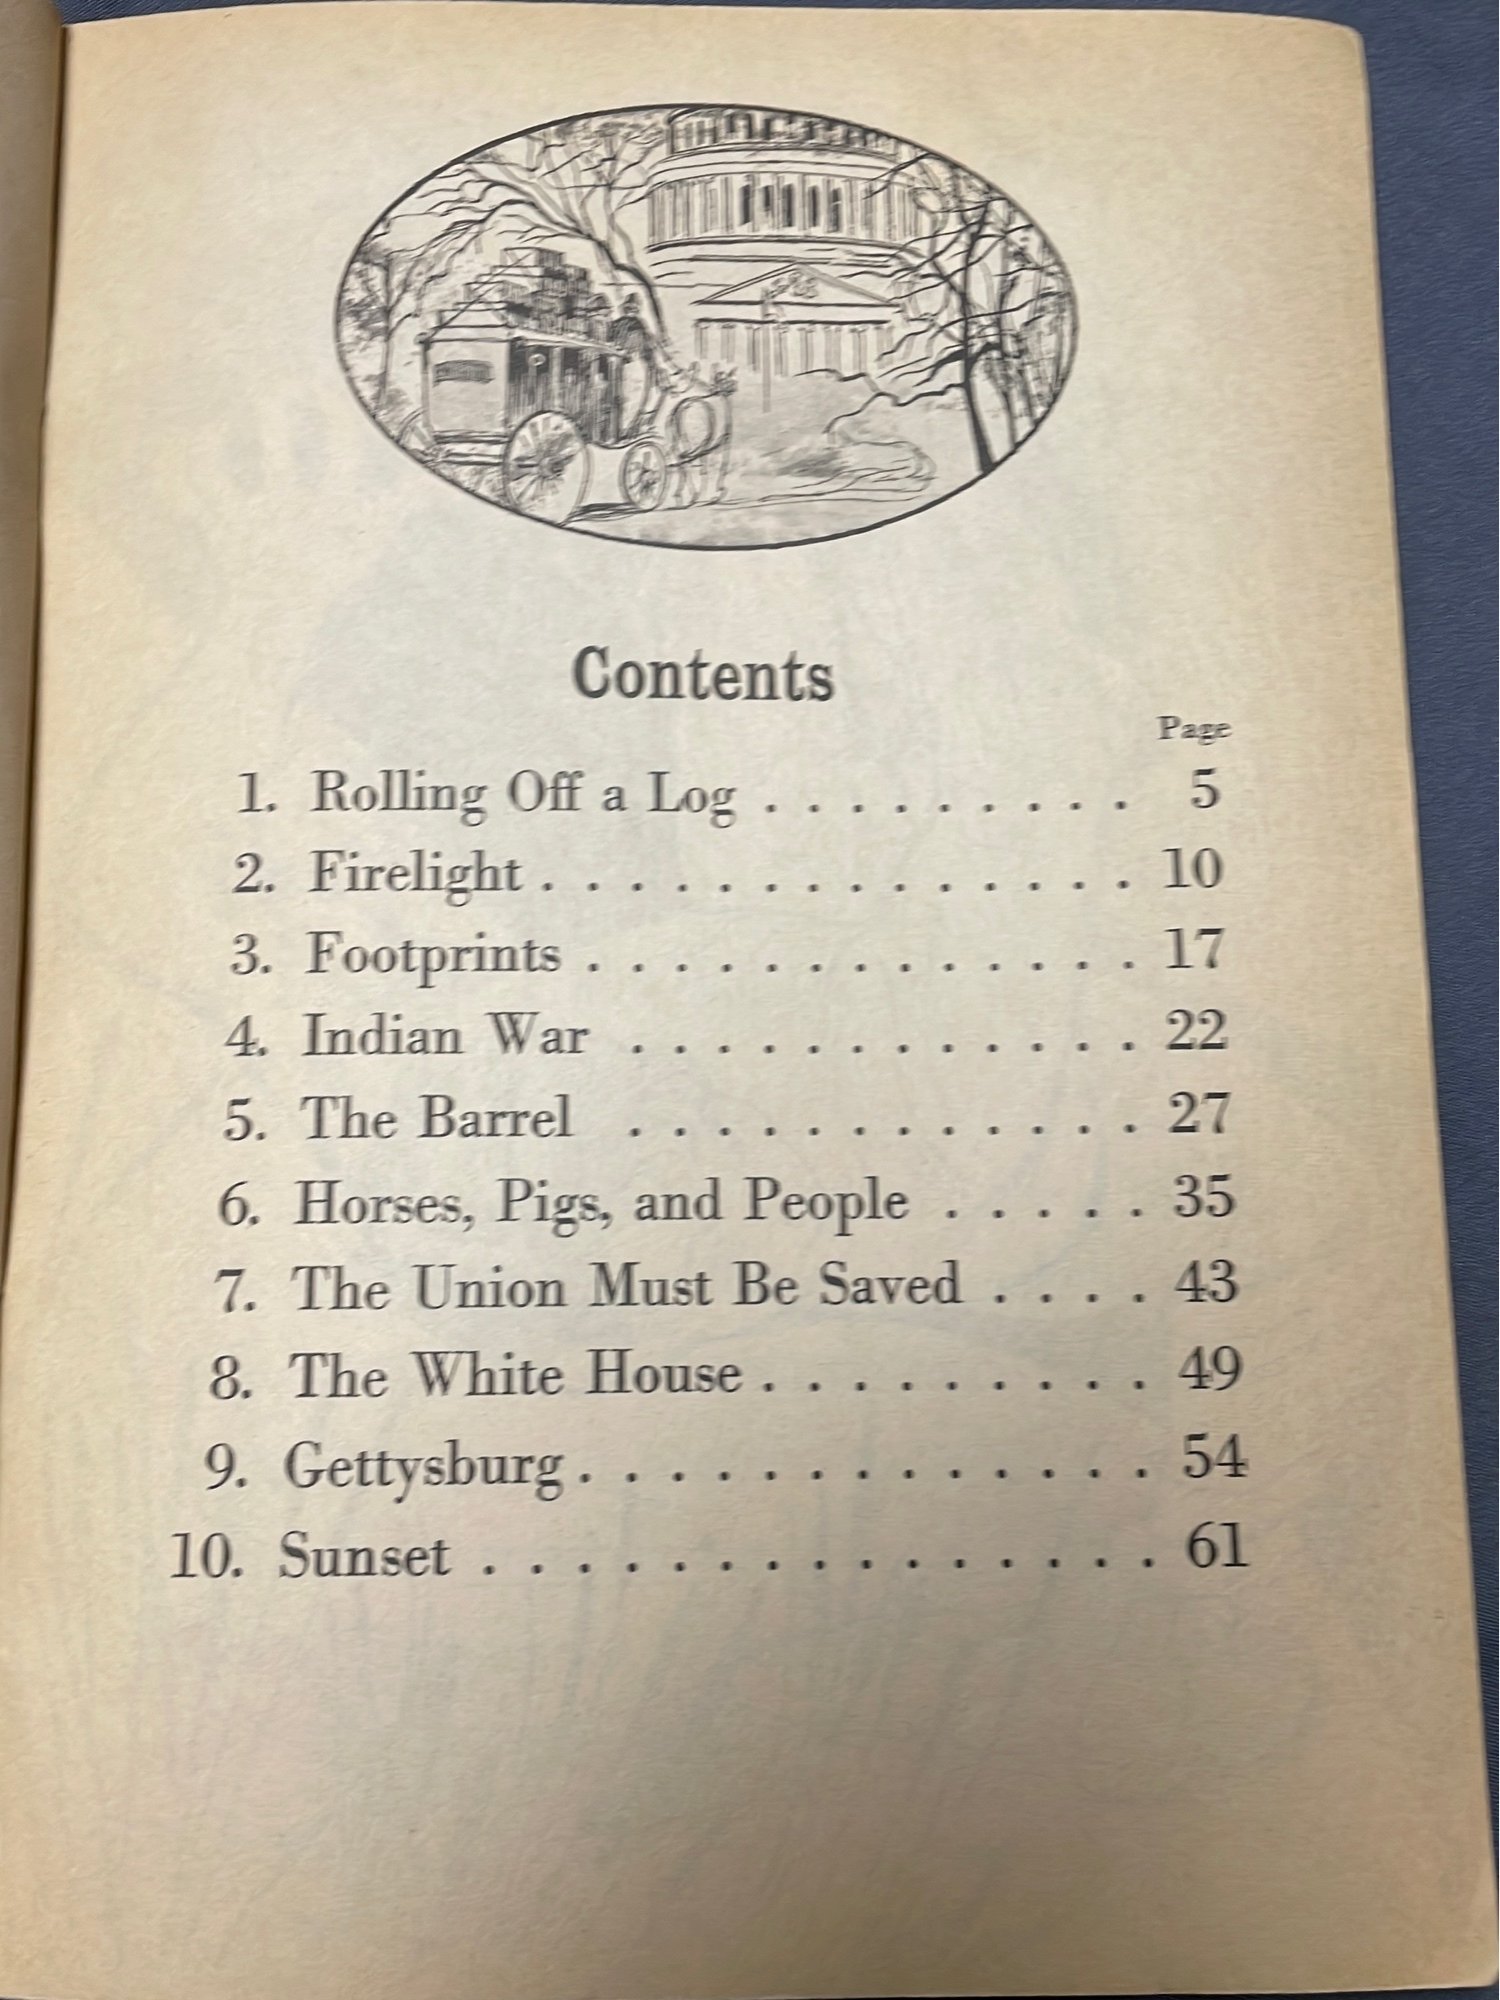 Contents
Page
1. Rolling Off a Log . . . . . . . . . 5
2. Firelight . . . . . . . . . . . . . . 10
3. Footprints . . . . . . . . . . . . . 17
4. Indian War . . . . . . . . . . . . 22
5. The Barrel . . . . . . . . . . . . 27
6. Horses, Pigs, and People . . . . . 35
7. The Union Must Be Saved . . . . 43
8. The White House . . . . . . . . . 49
9. Gettysburg . . . . . . . . . . . . . 54
10. Sunset . . . . . . . . . . . . . . . 61